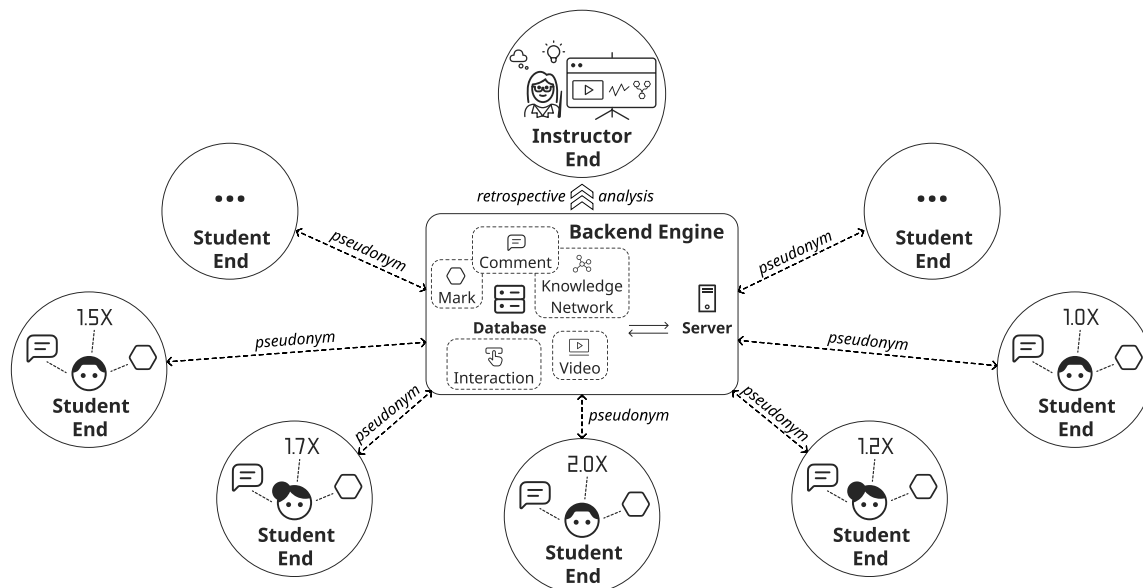 Instructor
End
retrospective analysis
...
Student
End
...
Student
End
pseudonym
pseudonym
Backend Engine
Comment
Mark
Knowledge
Network
Database
Server
Interaction
Video
1.5X
Student
End
pseudonym
1.0X
Student
End
pseudonym
1.7X
Student
End
pseudonym
2.0X
Student
End
pseudonym
1.2X
Student
End
pseudonym